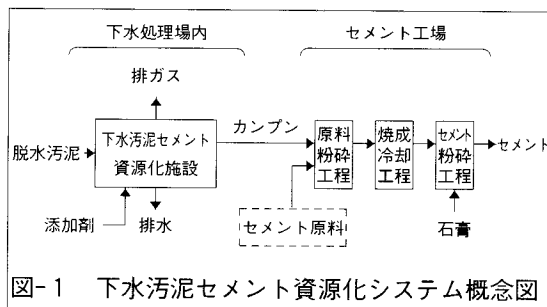 下水処理場内
セメント工場
排ガス
脱水汚泥
下水汚泥セメント
資源化施設
カンプン
原料
粉砕
工程
焼成
冷却
工程
セメント
粉砕
工程
セメント
添加剤
排水
セメント原料
石膏
図-1 下水汚泥セメント資源化システム概念図